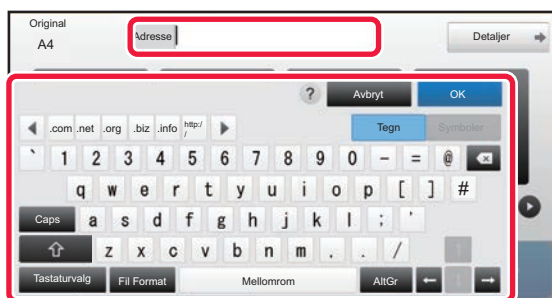 Original
A4
Adresse
Detaljer
? Avbryt OK
.com .net .org .biz .info http:/
/
Tegn Symboler
` 1 2 3 4 5 6 7 8 9 0 - = @
q w e r t y u i o p [ ] #
Caps a s d f g h j k l ; '
z x c v b n m . . /
Tastaturvalg Fil Format Mellomrom AltGr